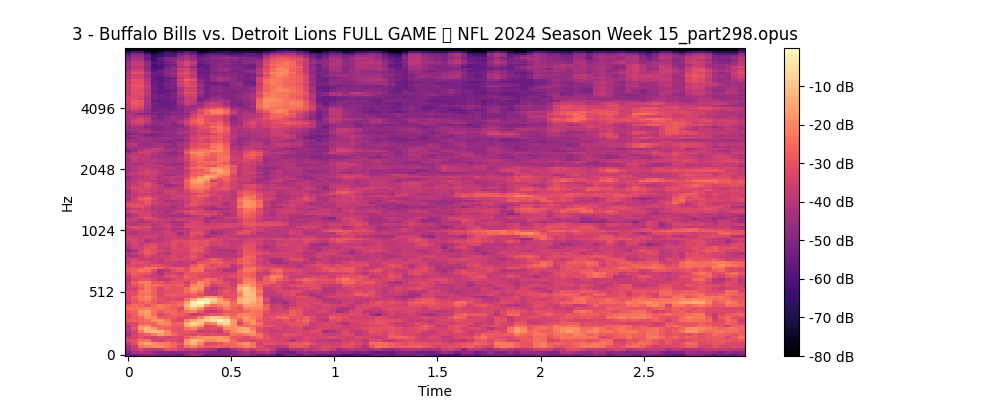 3 - Buffalo Bills vs. Detroit Lions FULL GAME ▯ NFL 2024 Season Week 15_part298.opus
4096
2048
1024
512
0
Hz
0
0.5
1
1.5
2
2.5
Time
-10 dB
-20 dB
-30 dB
-40 dB
-50 dB
-60 dB
-70 dB
-80 dB